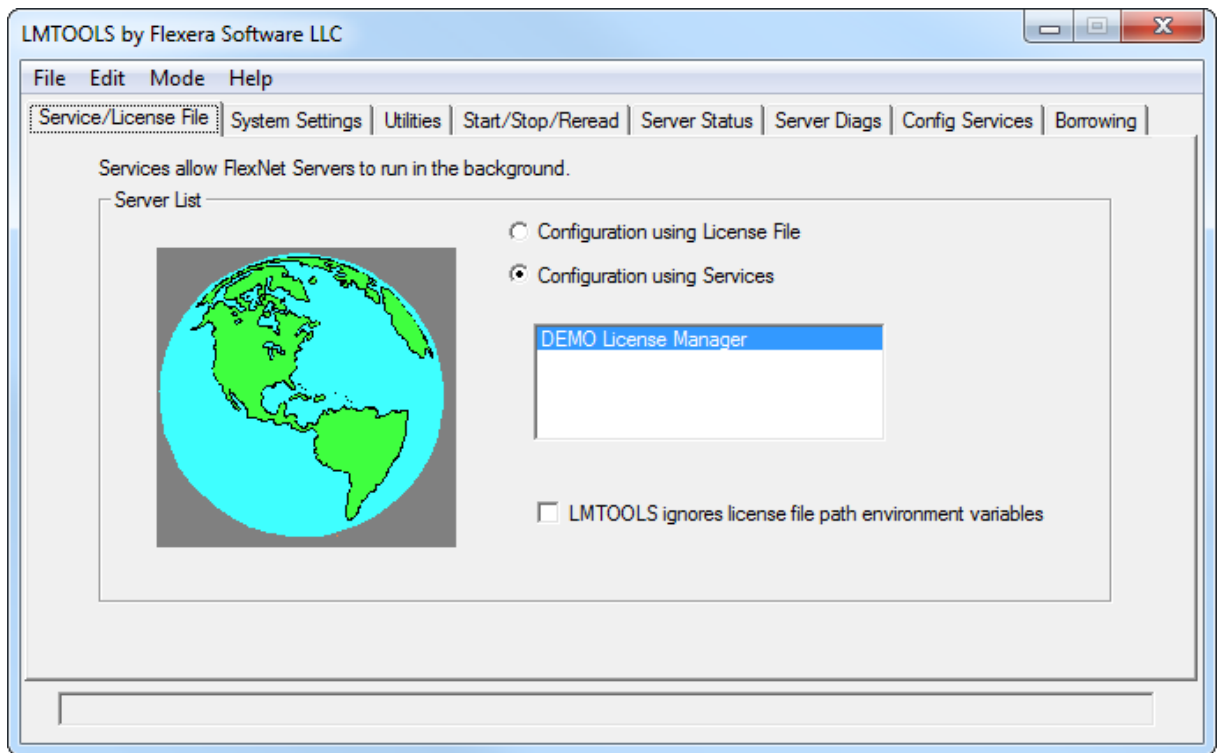 LMTOOLS by Flexera Software LLC
File Edit Mode Help
Service/License File System Settings Utilities Start/Stop/Reread Server Status Server Diags Config Services Borrowing
Services allow FlexNet Servers to run in the background.
Server List
Configuration using License File
Configuration using Services
DEMO License Manager
LMTOOLS ignores license file path environment variables